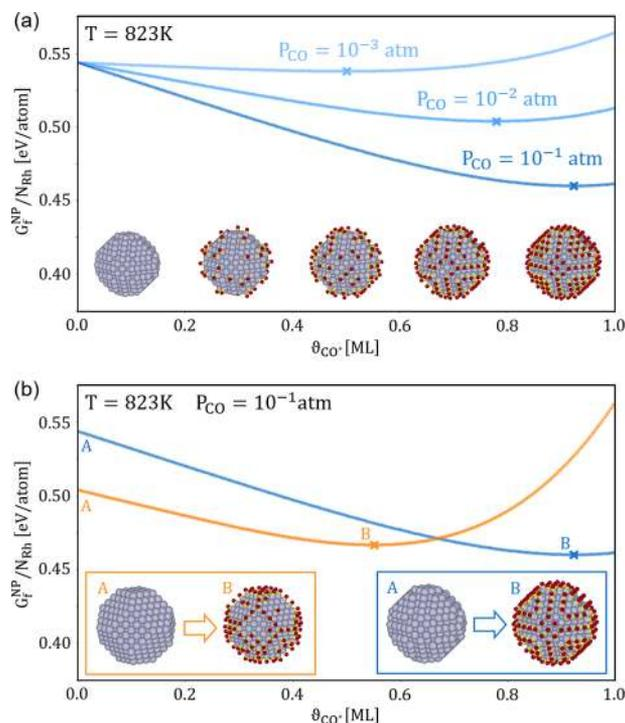 (a)
T = 823K
P_CO = 10⁻³ atm
P_CO = 10⁻² atm
P_CO = 10⁻¹ atm
G_f^NP/N_Rh [eV/atom]
0.55
0.50
0.45
0.40
0.0 0.2 0.4 0.6 0.8 1.0
ϑ_CO* [ML]
(b)
T = 823K P_CO = 10⁻¹atm
G_f^NP/N_Rh [eV/atom]
0.55
0.50
0.45
0.40
A
A
B
B
A B
A B
0.0 0.2 0.4 0.6 0.8 1.0
ϑ_CO* [ML]